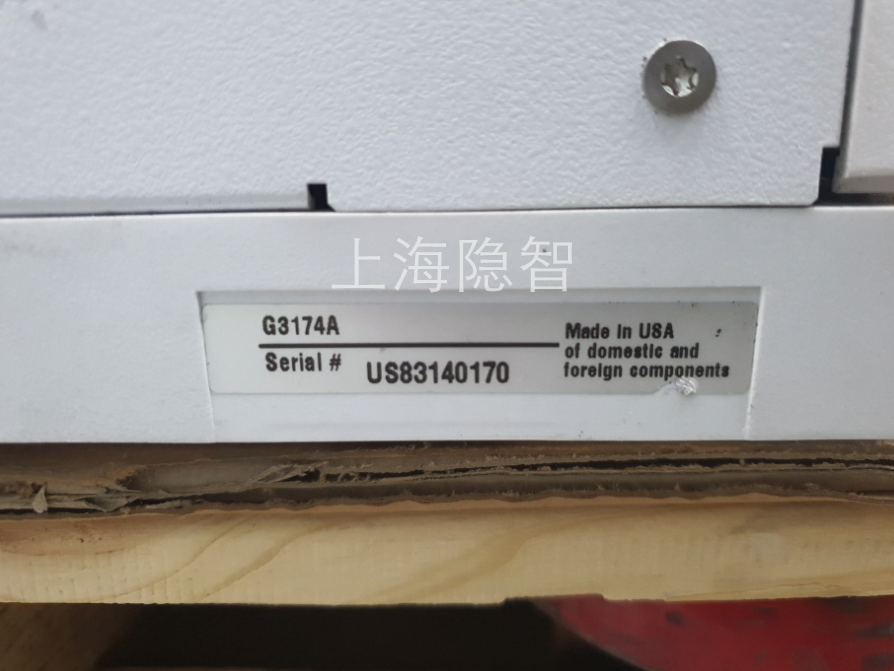 上海隐智
G3174A
Serial # US83140170
Made in USA
of domestic and
foreign components